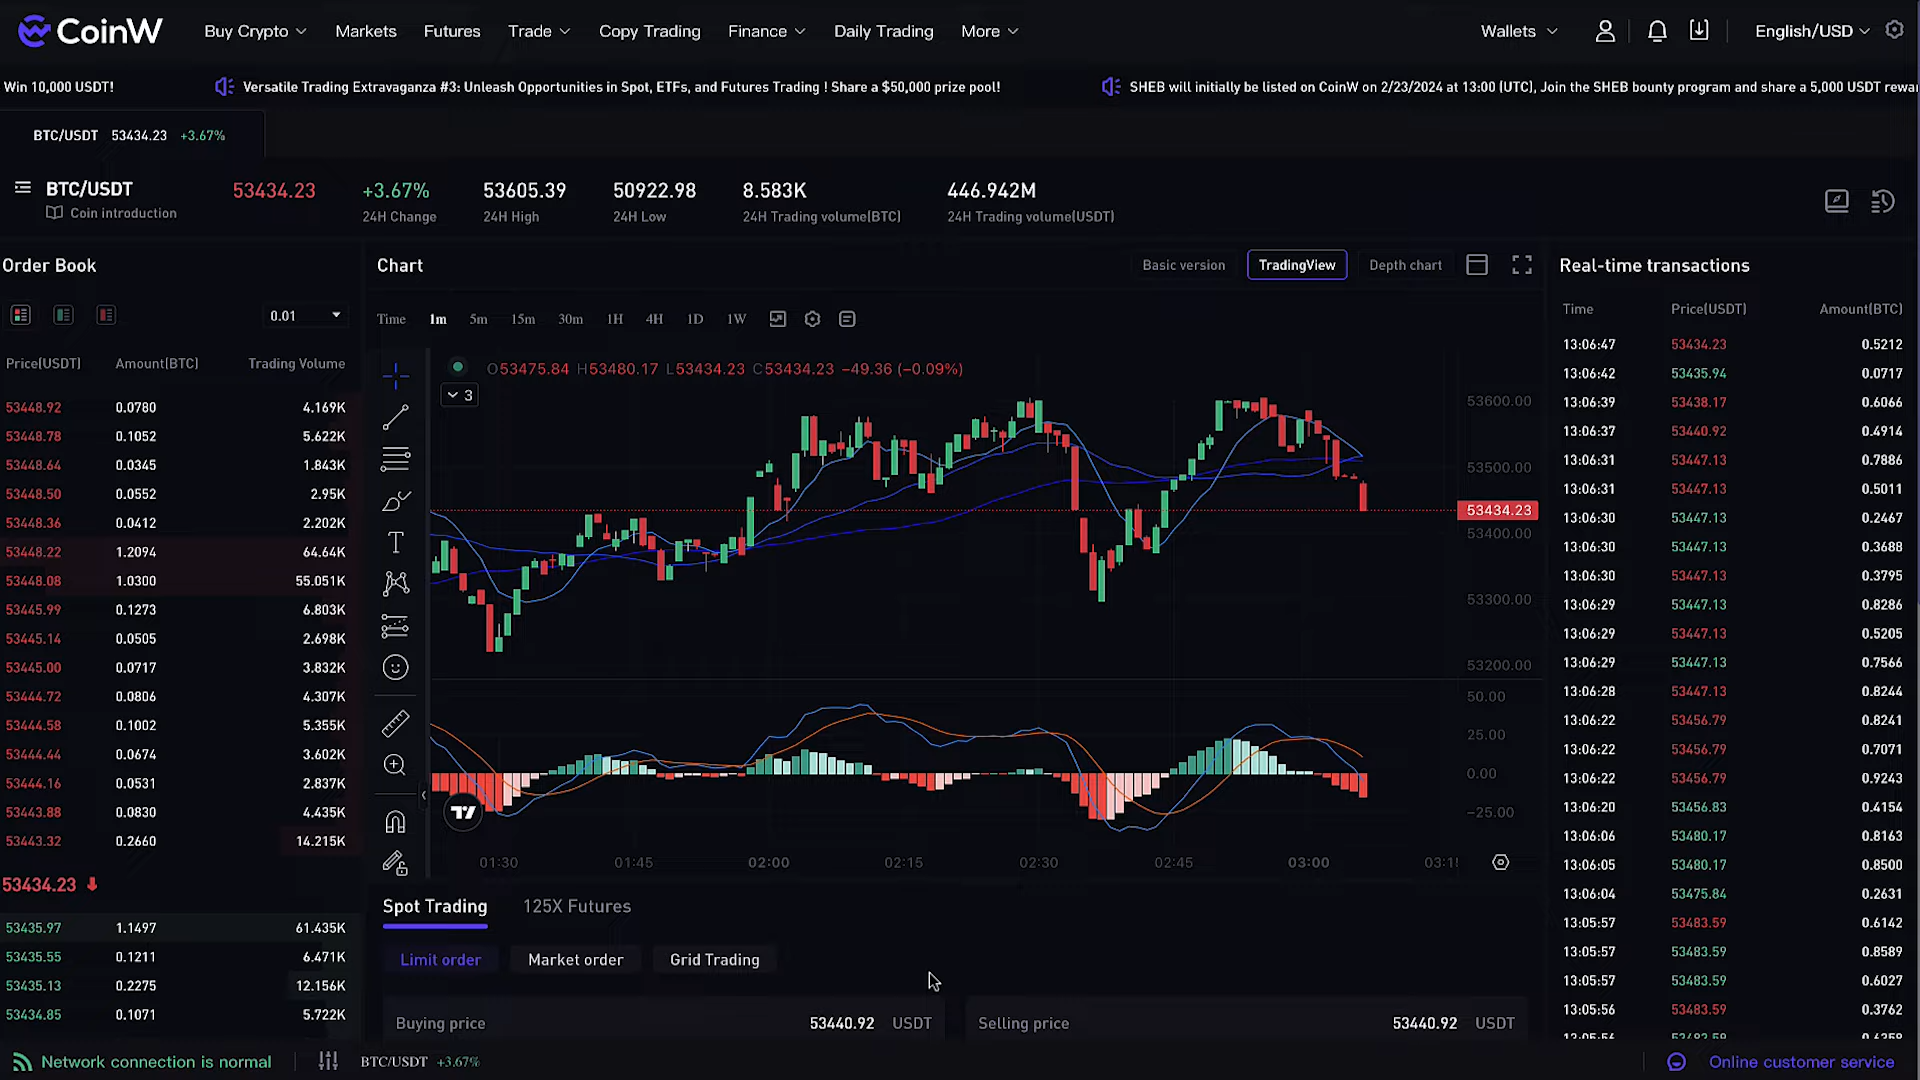 CoinW Buy Crypto Markets Futures Trade Copy Trading Finance Daily Trading More Wallets English/USD
Win 10,000 USDT! Versatile Trading Extravaganza #3: Unleash Opportunities in Spot, ETFs, and Futures Trading ! Share a $50,000 prize pool! SHEB will initially be listed on CoinW on 2/23/2024 at 13:00 (UTC), Join the SHEB bounty program and share a 5,000 USDT rewa
BTC/USDT 53434.23 +3.67%
BTC/USDT 53434.23 +3.67% 53605.39 50922.98 8.583K 446.942M
Coin introduction 24H Change 24H High 24H Low 24H Trading volume(BTC) 24H Trading volume(USDT)
Order Book
0.01
Price(USDT) Amount(BTC) Trading Volume
53448.92 0.0780 4.169K
53448.78 0.1052 5.622K
53448.64 0.0345 1.843K
53448.50 0.0552 2.95K
53448.36 0.0412 2.202K
53448.22 1.2094 64.64K
53448.08 1.0300 55.051K
53445.99 0.1273 6.803K
53445.14 0.0505 2.698K
53445.00 0.0717 3.832K
53444.72 0.0806 4.307K
53444.58 0.1002 5.355K
53444.44 0.0674 3.602K
53444.16 0.0531 2.837K
53443.88 0.0830 4.435K
53443.32 0.2660 14.215K
53434.23
53435.97 1.1497 61.435K
53435.55 0.1211 6.471K
53435.13 0.2275 12.156K
53434.85 0.1071 5.722K
Chart Basic version TradingView Depth chart
Time 1m 5m 15m 30m 1H 4H 1D 1W
O53475.84 H53480.17 L53434.23 C53434.23 −49.36 (−0.09%)
3
53600.00
53500.00
53434.23
53400.00
53300.00
53200.00
50.00
25.00
0.00
−25.00
01:30 01:45 02:00 02:15 02:30 02:45 03:00 03:1
Spot Trading 125X Futures
Limit order Market order Grid Trading
Buying price 53440.92 USDT Selling price 53440.92 USDT
Real-time transactions
Time Price(USDT) Amount(BTC)
13:06:47 53434.23 0.5212
13:06:42 53435.94 0.0717
13:06:39 53438.17 0.6066
13:06:37 53440.92 0.4914
13:06:31 53447.13 0.7886
13:06:31 53447.13 0.5011
13:06:30 53447.13 0.2467
13:06:30 53447.13 0.3688
13:06:30 53447.13 0.3795
13:06:29 53447.13 0.8286
13:06:29 53447.13 0.5205
13:06:29 53447.13 0.7566
13:06:28 53447.13 0.8244
13:06:22 53456.79 0.8241
13:06:22 53456.79 0.7071
13:06:22 53456.79 0.9243
13:06:20 53456.83 0.4154
13:06:06 53480.17 0.8163
13:06:05 53480.17 0.8500
13:06:04 53475.84 0.2631
13:05:57 53483.59 0.6142
13:05:57 53483.59 0.8589
13:05:57 53483.59 0.6027
13:05:56 53483.59 0.3762
Network connection is normal BTC/USDT +3.67% Online customer service